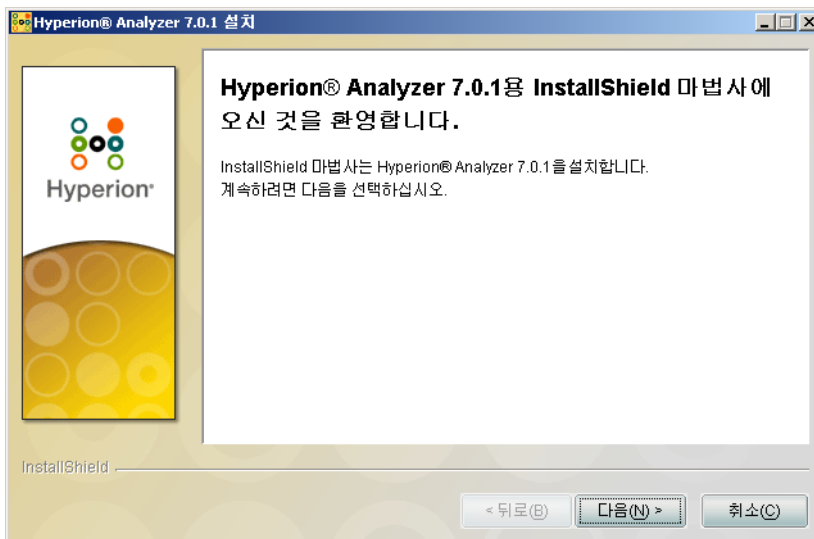 Hyperion® Analyzer 7.0.1 설치
Hyperion® Analyzer 7.0.1용 InstallShield 마법사에
오신 것을 환영합니다.
InstallShield 마법사는 Hyperion® Analyzer 7.0.1을 설치합니다.
계속하려면 다음을 선택하십시오.
Hyperion®
InstallShield
< 뒤로(B)
다음(N) >
취소(C)